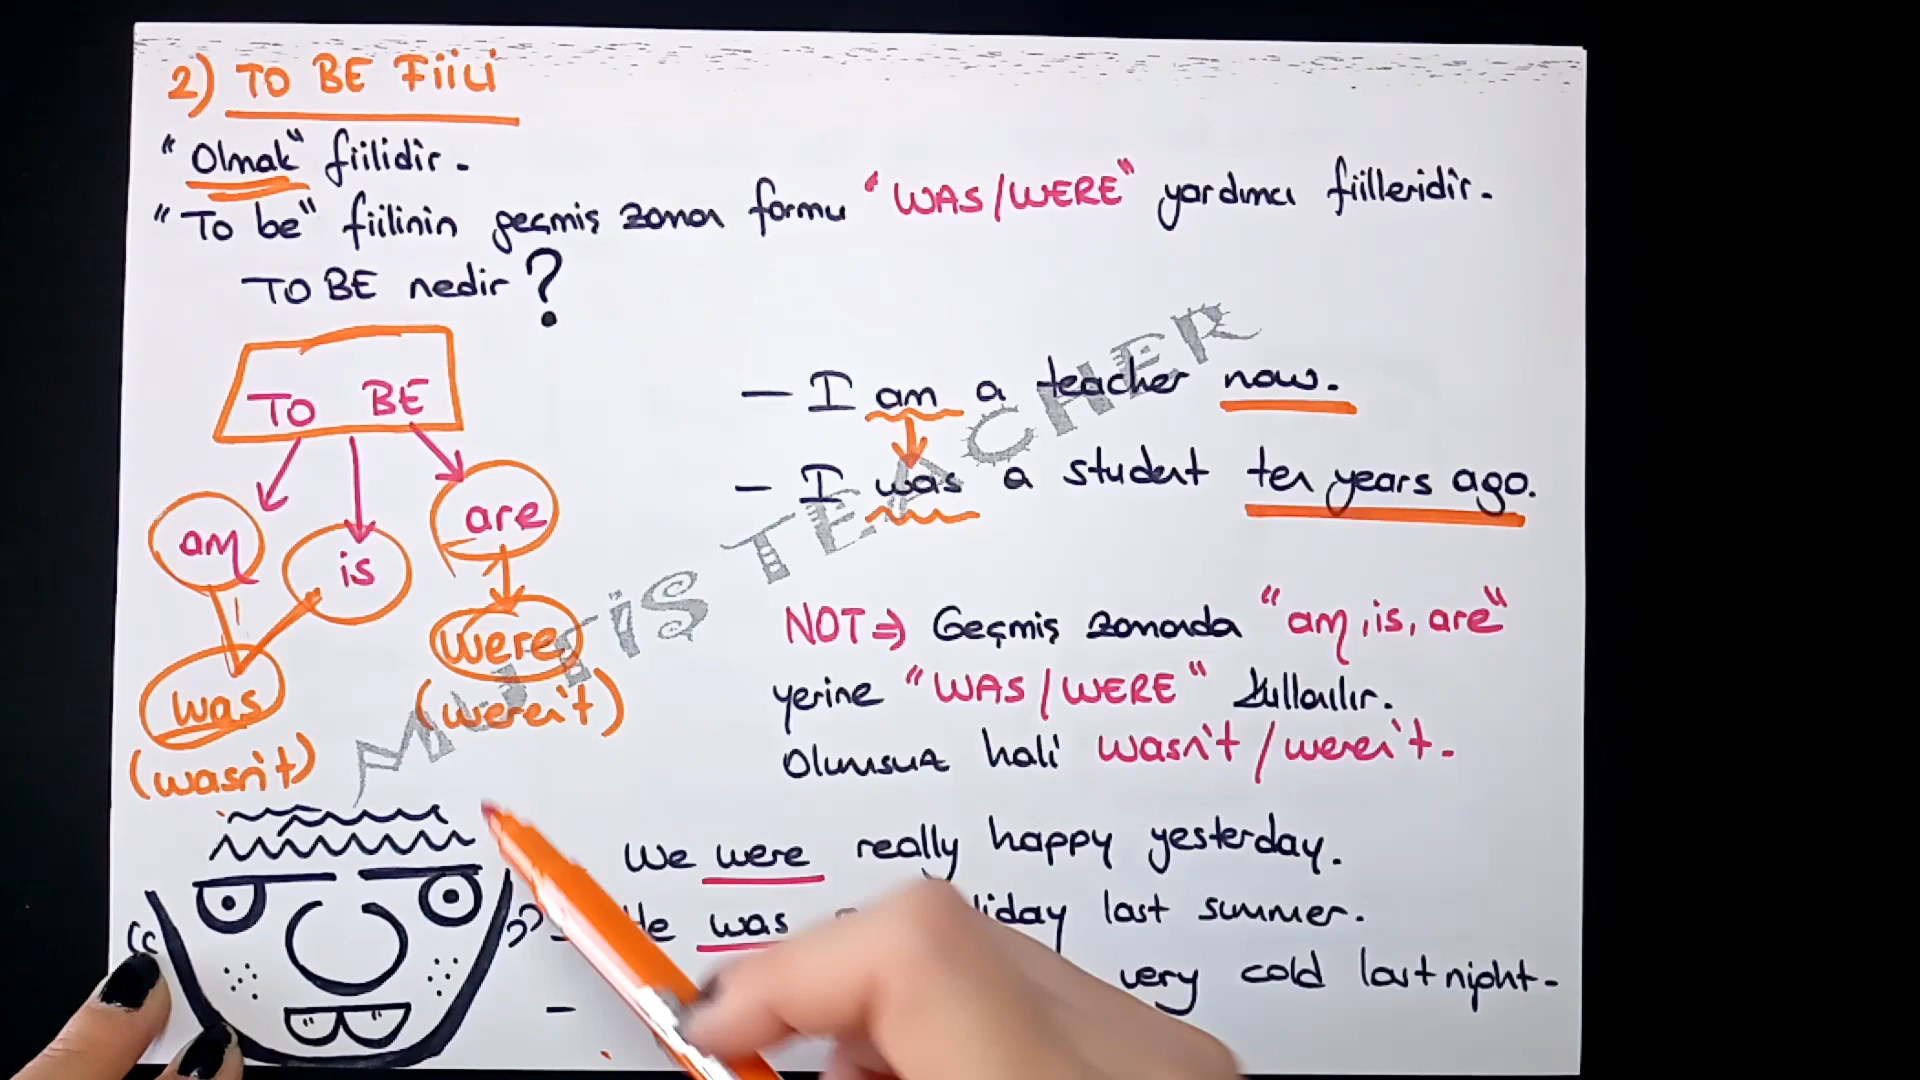 2) TO BE Fiili
"Olmak" fiilidir.
"To be" fiilinin geçmiş zaman formu "WAS/WERE" yardımcı fiilleridir.
TO BE nedir?
TO BE
am
is
are
was
(wasn't)
were
(weren't)
- I am a teacher now.
- I was a student ten years ago.
NOT ⇒ Geçmiş zamanda "am, is, are"
yerine "WAS/WERE" kullanılır.
Olumsuz hali wasn't/weren't.
We were really happy yesterday.
was last summer.
- very cold last night.
TEACHER